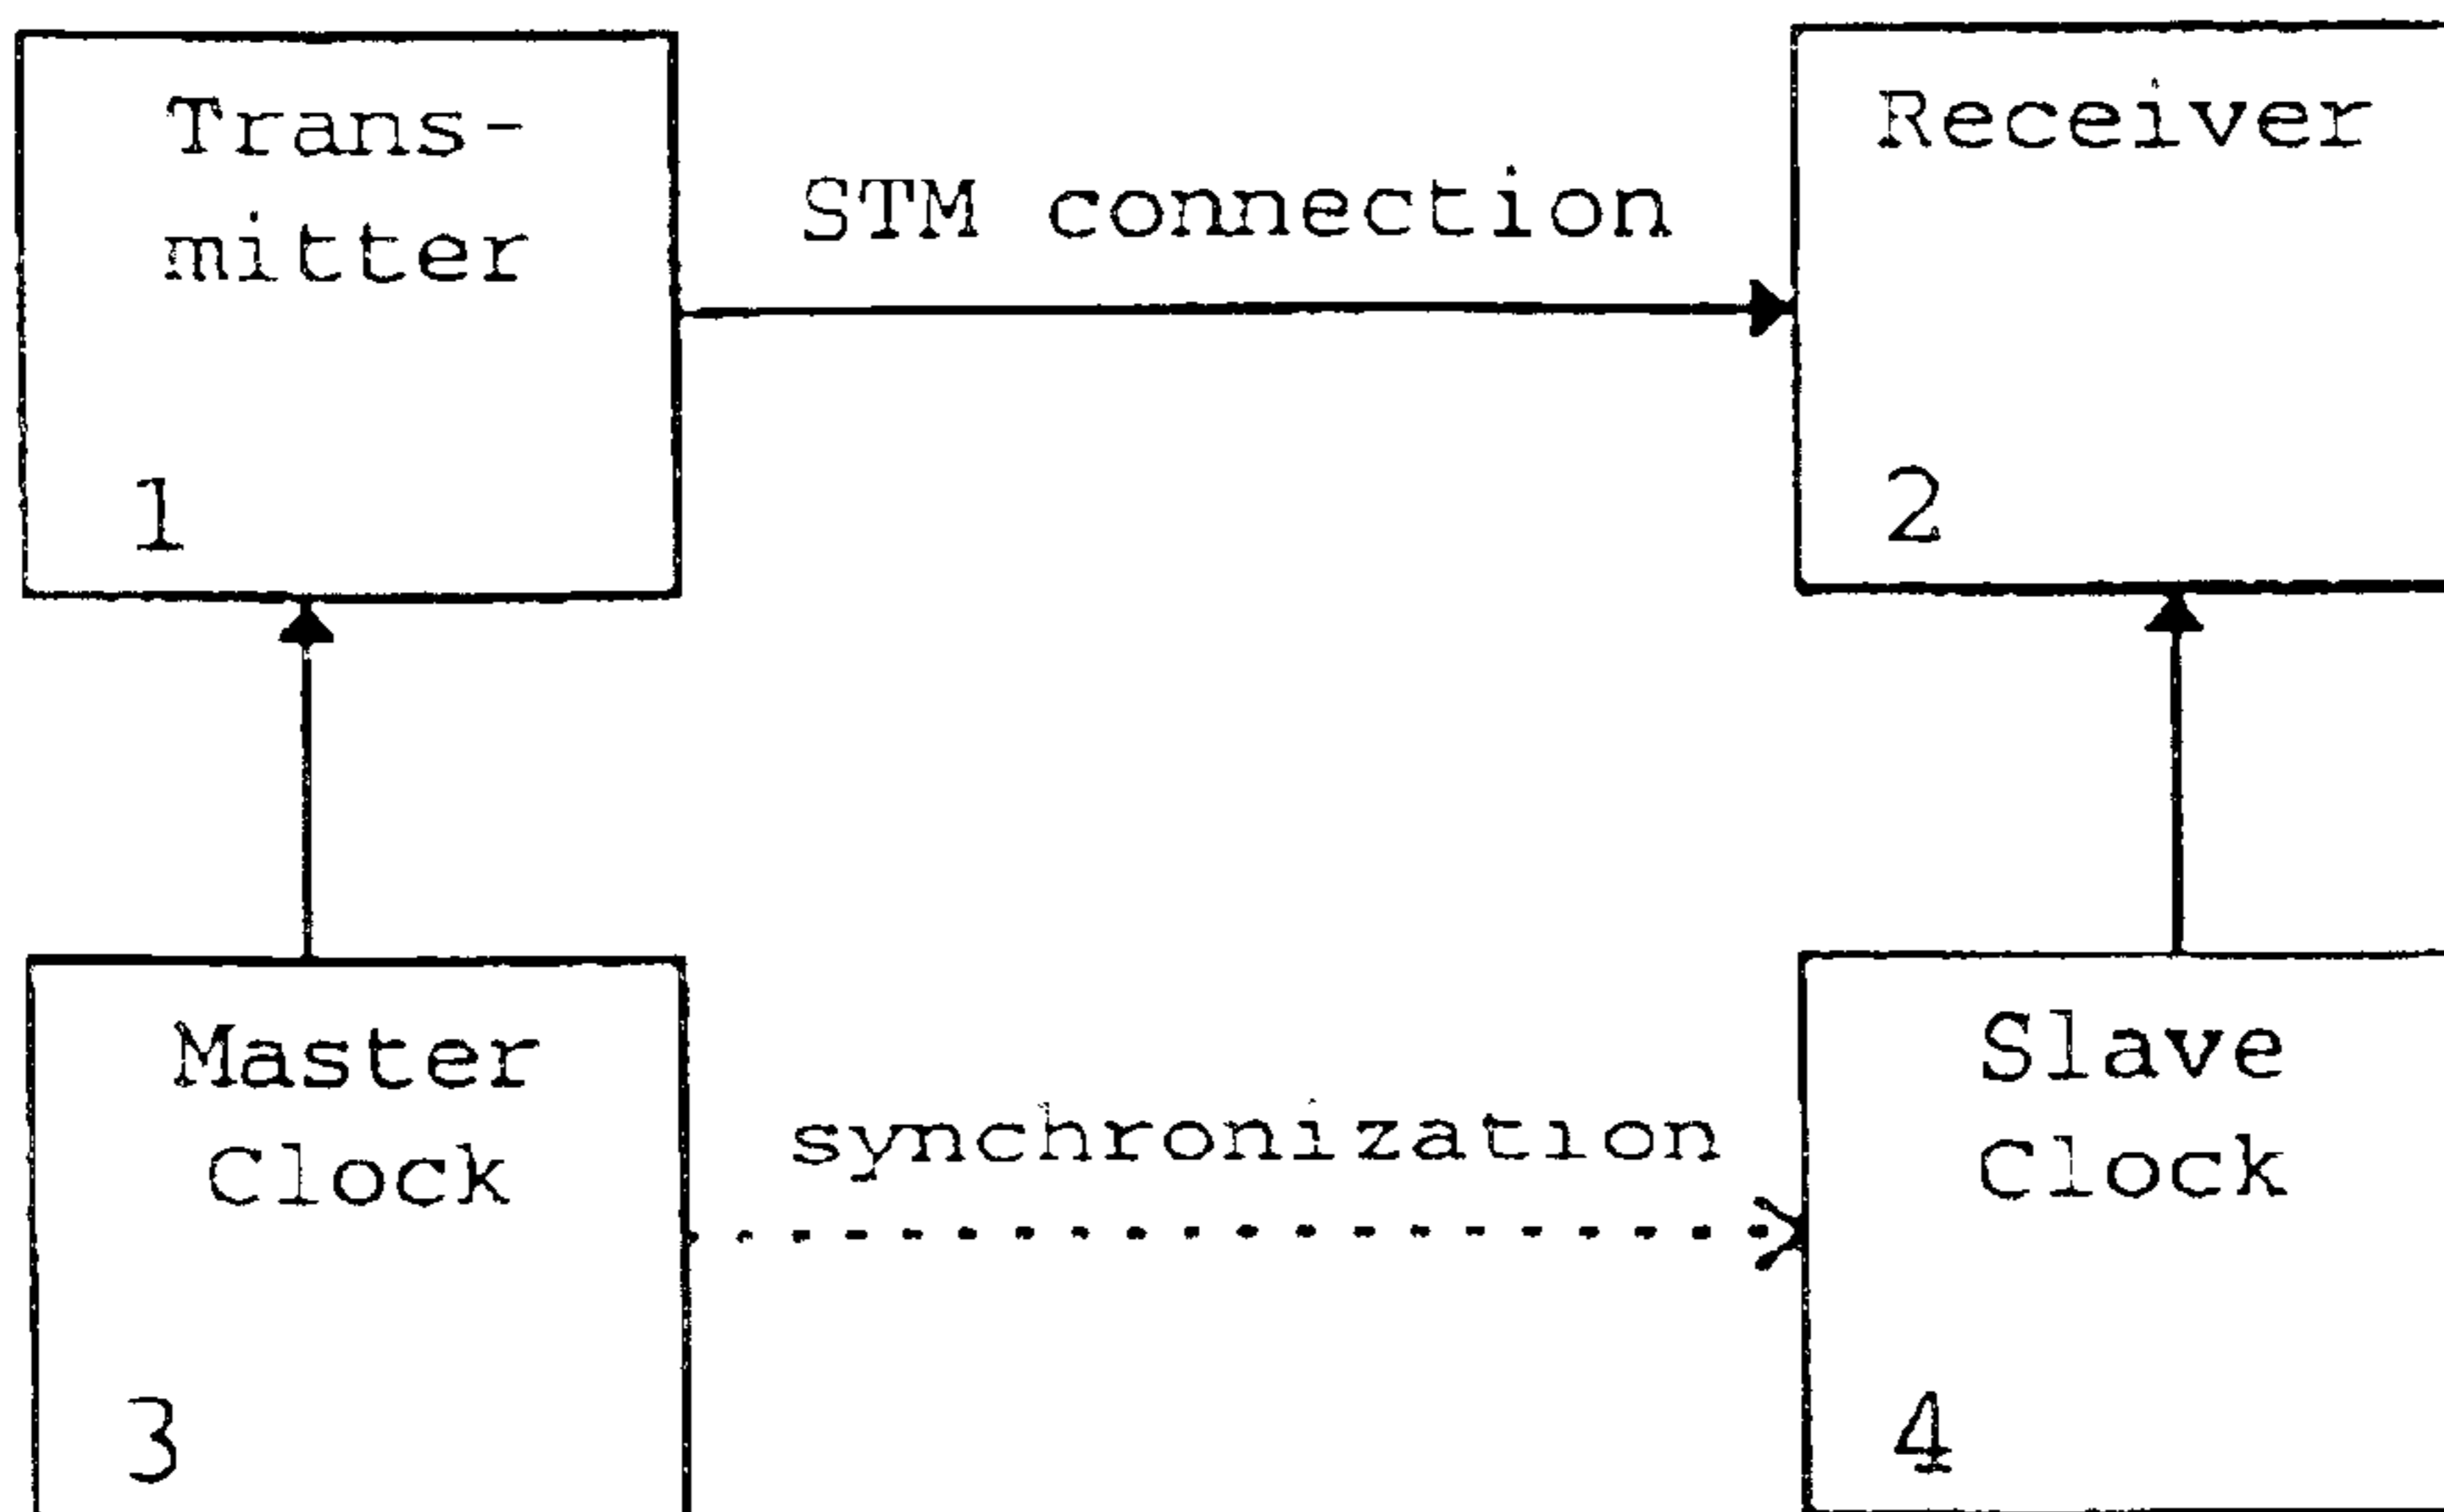 Trans-
mitter
1
STM connection
Receiver
2
Master
Clock
3
synchronization
Slave
Clock
4